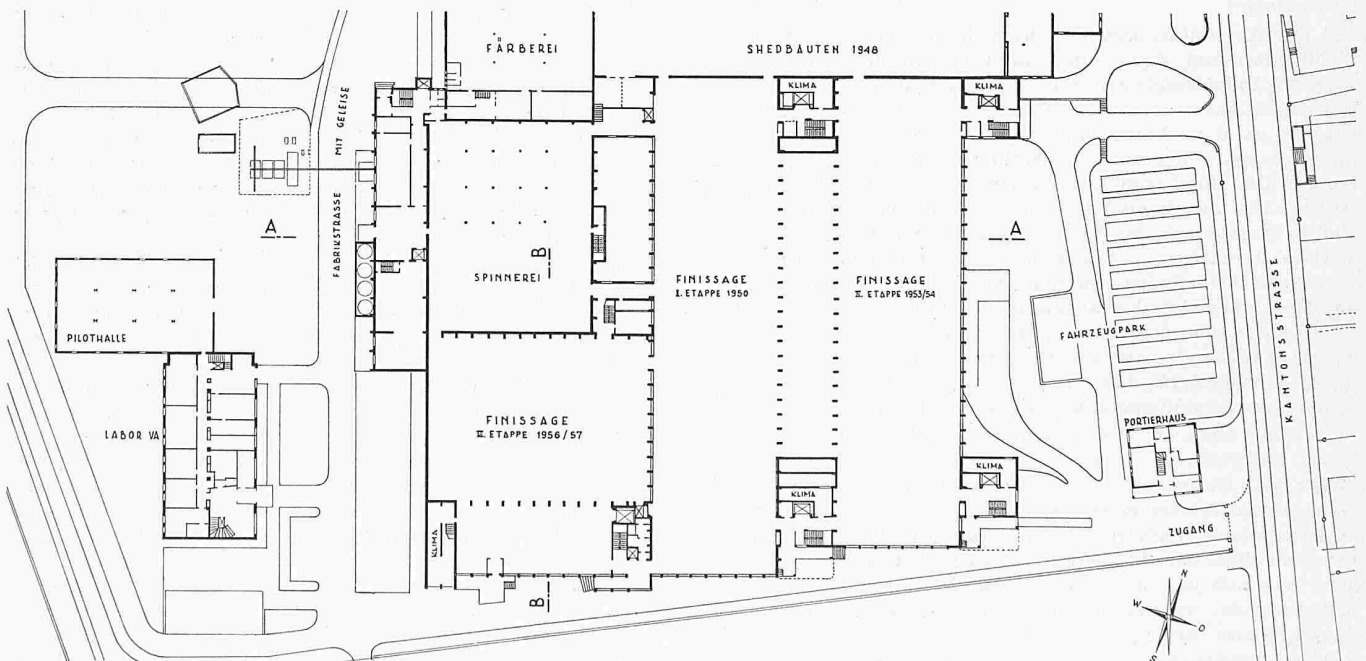 FÄRBEREI
SHEDBAUTEN 1948
KLIMA
KLIMA
MIT GELEISE
FABRIKSTRASSE
A
A
B
SPINNEREI
FINISSAGE
I. ETAPPE 1950
FINISSAGE
II. ETAPPE 1953/54
KANTONSSTRASSE
FAHRZEUGPARK
PILOTHALLE
LABOR VA
FINISSAGE
III. ETAPPE 1956/57
PORTIERHAUS
KLIMA
KLIMA
KLIMA
ZUGANG
B
N
W
O
S